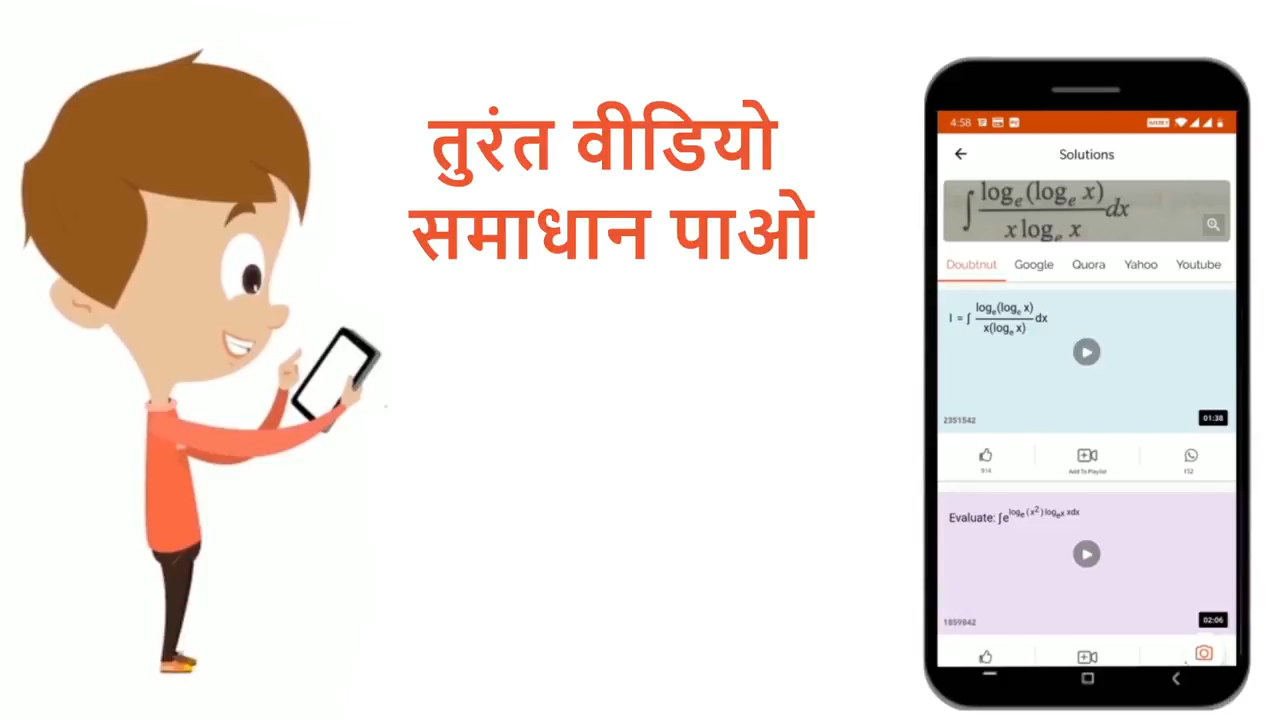 तुरंत वीडियो
समाधान पाओ
4:58
Solutions
∫ logₑ(logₑ x) / x logₑ x dx
Doubtnut Google Quora Yahoo Youtube
I = ∫ logₑ(logₑ x) / x(logₑ x) dx
2351542
01:38
914
Add To Playlist
152
Evaluate: ∫e^logₑ(x²) logₑx xdx
1859842
02:06